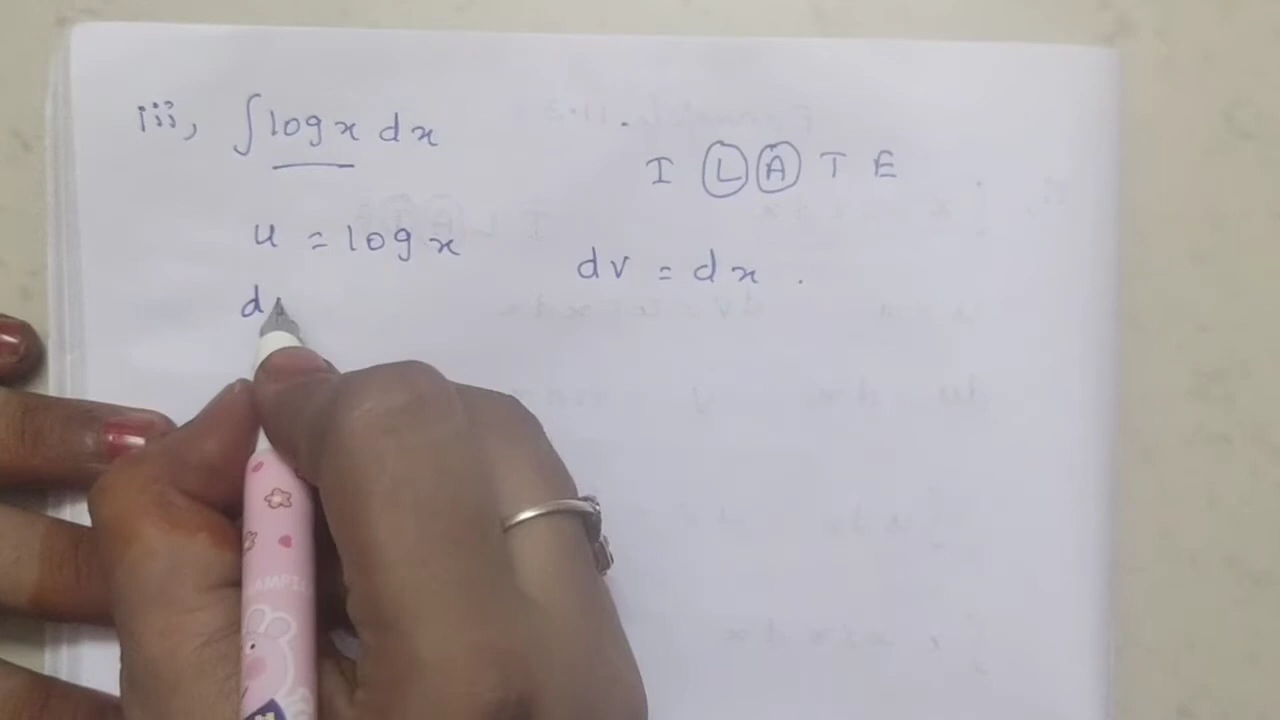 iii, ∫ log x dx
I L A T E
u = log x
dv = dx .
d